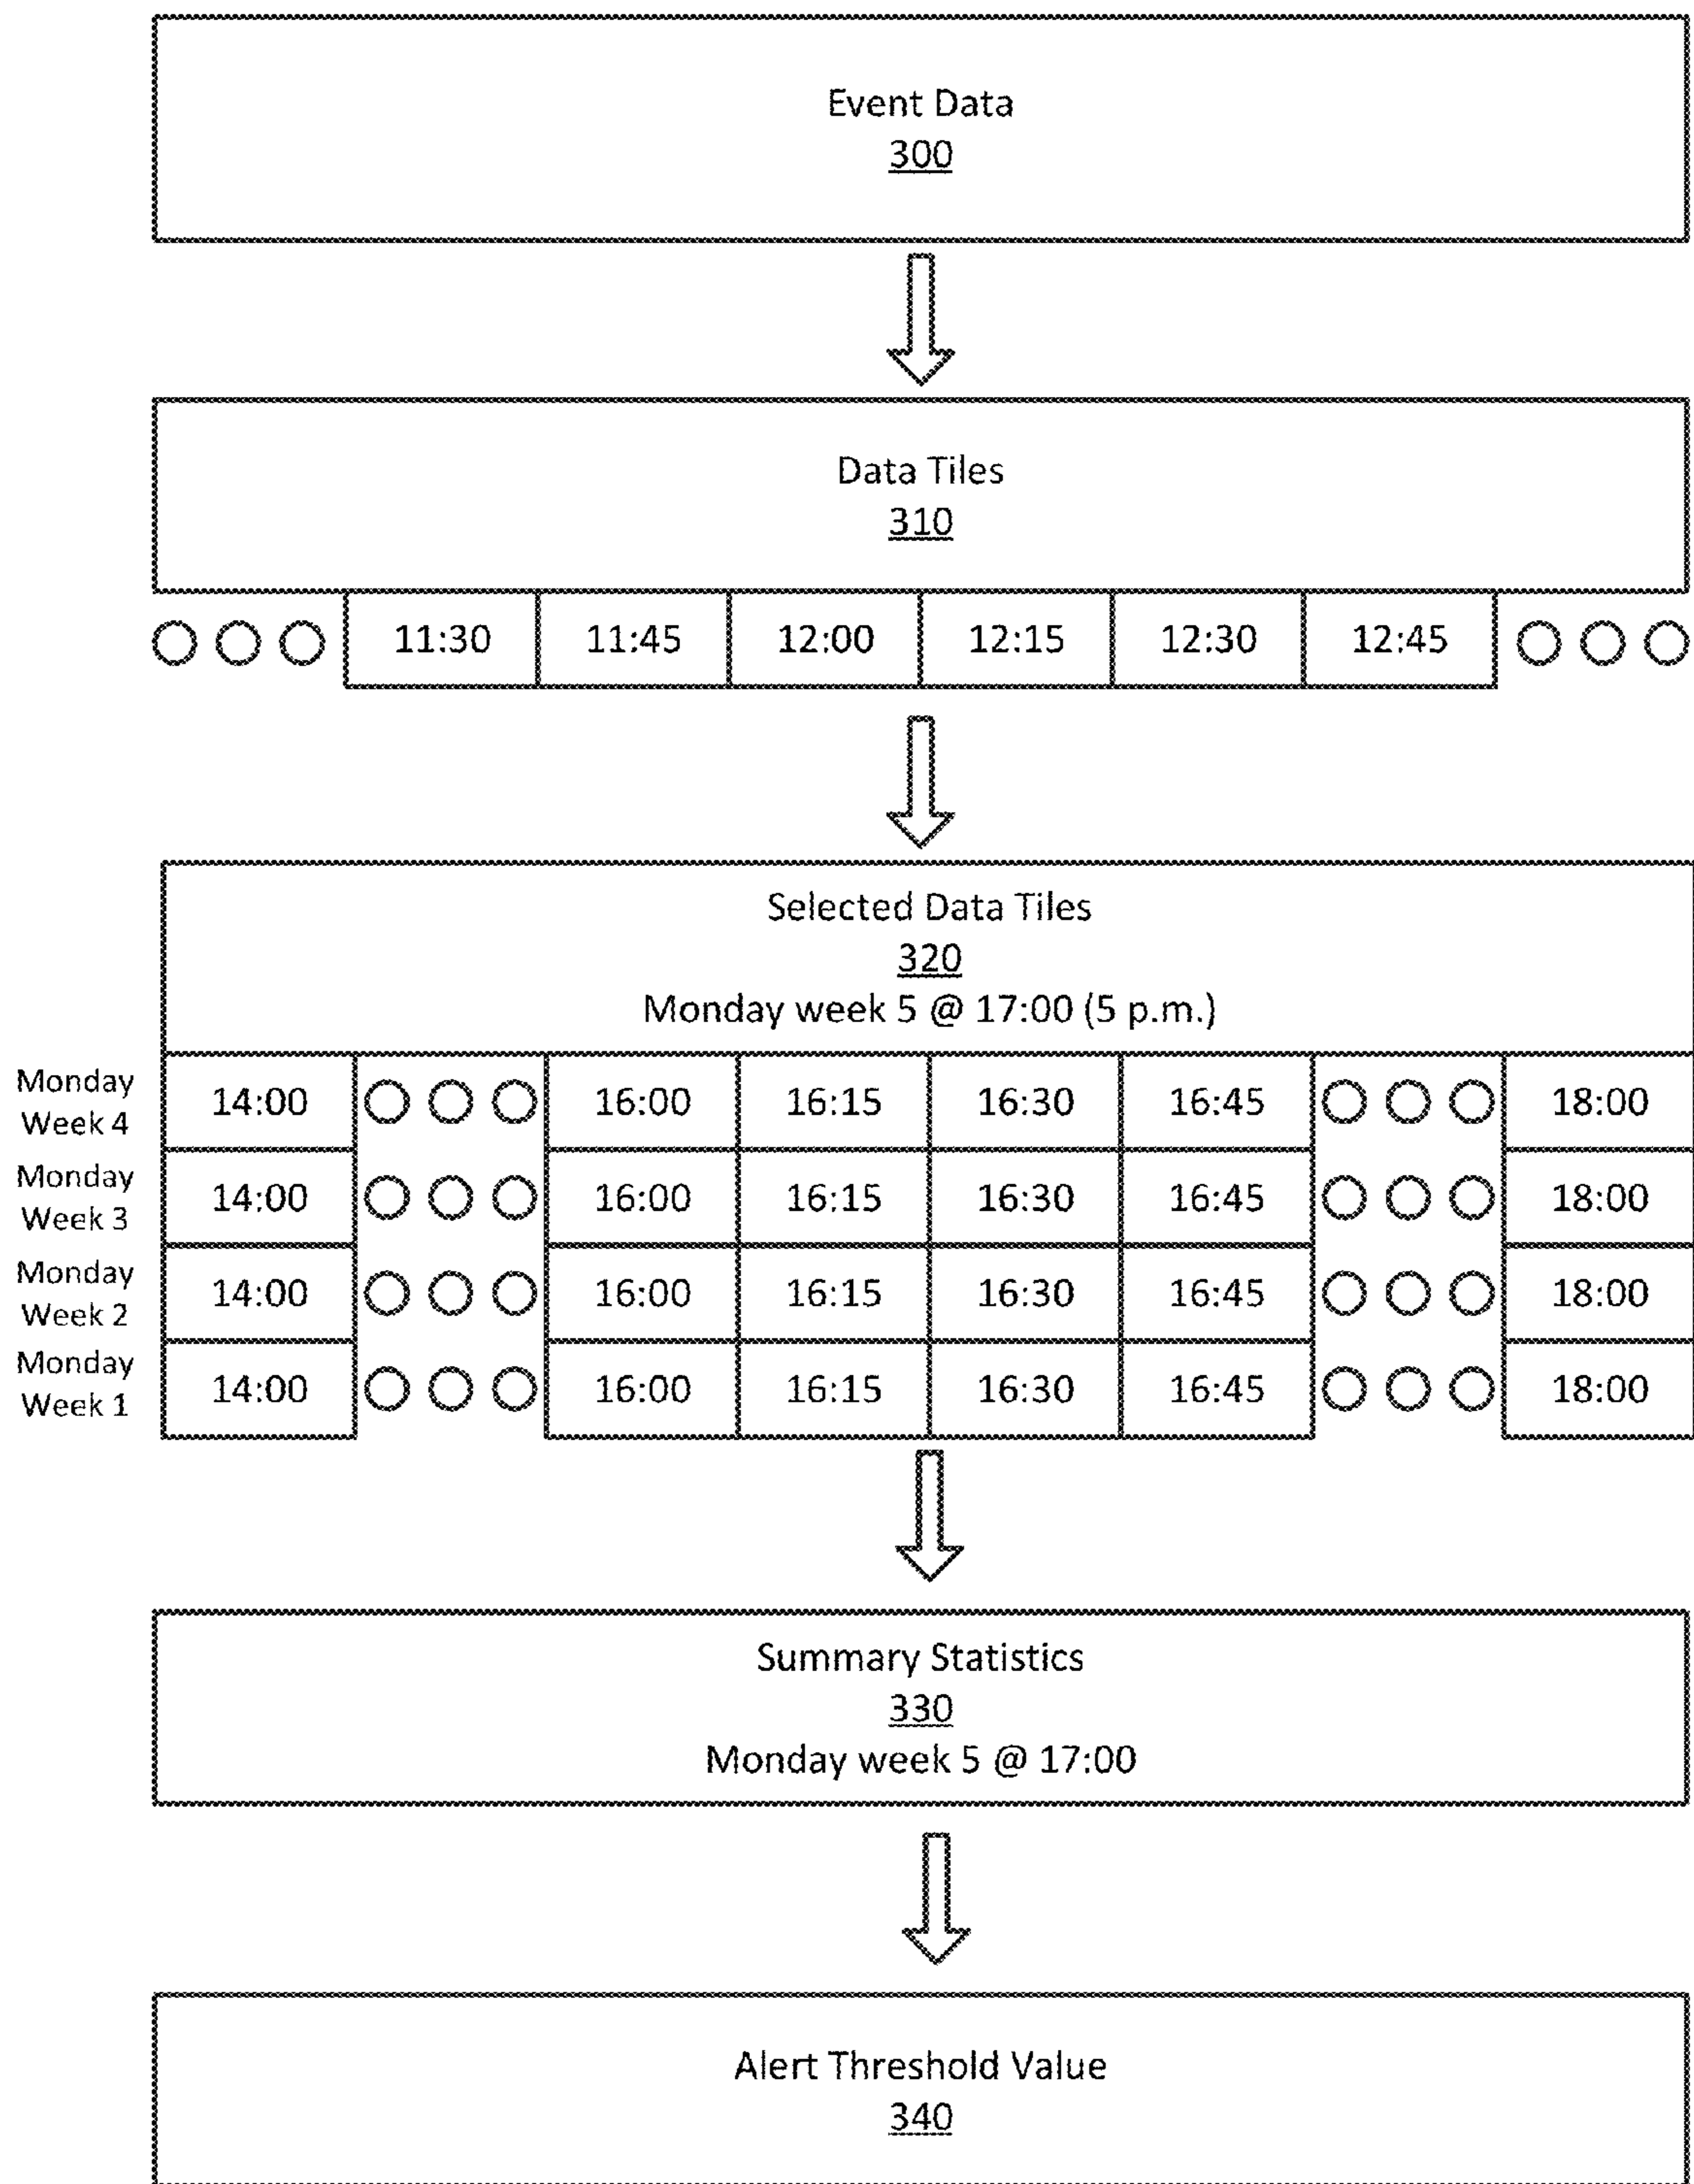 Event Data
300
Data Tiles
310
11:30 11:45 12:00 12:15 12:30 12:45
Selected Data Tiles
320
Monday week 5 @ 17:00 (5 p.m.)
Monday
Week 4
14:00 16:00 16:15 16:30 16:45 18:00
Monday
Week 3
14:00 16:00 16:15 16:30 16:45 18:00
Monday
Week 2
14:00 16:00 16:15 16:30 16:45 18:00
Monday
Week 1
14:00 16:00 16:15 16:30 16:45 18:00
Summary Statistics
330
Monday week 5 @ 17:00
Alert Threshold Value
340